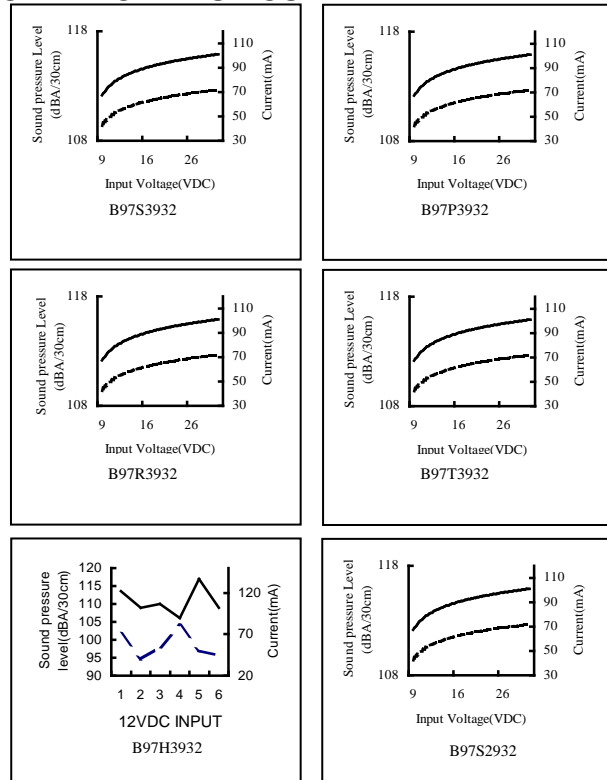 118
Sound pressure Level
(dBA/30cm)
108
110
90
70
50
30
Current(mA)
9 16 26
Input Voltage(VDC)
B97S3932
118
Sound pressure Level
(dBA/30cm)
108
110
90
70
50
30
Current(mA)
9 16 26
Input Voltage(VDC)
B97P3932
118
Sound pressure Level
(dBA/30cm)
108
110
90
70
50
30
Current(mA)
9 16 26
Input Voltage(VDC)
B97R3932
118
Sound pressure Level
(dBA/30cm)
108
110
90
70
50
30
Current(mA)
9 16 26
Input Voltage(VDC)
B97T3932
120
115
110
105
100
95
90
Sound pressure
level(dBA/30cm)
120
70
20
Current(mA)
1 2 3 4 5 6
12VDC INPUT
B97H3932
118
Sound pressure Level
(dBA/30cm)
108
110
90
70
50
30
Current(mA)
9 16 26
Input Voltage(VDC)
B97S2932